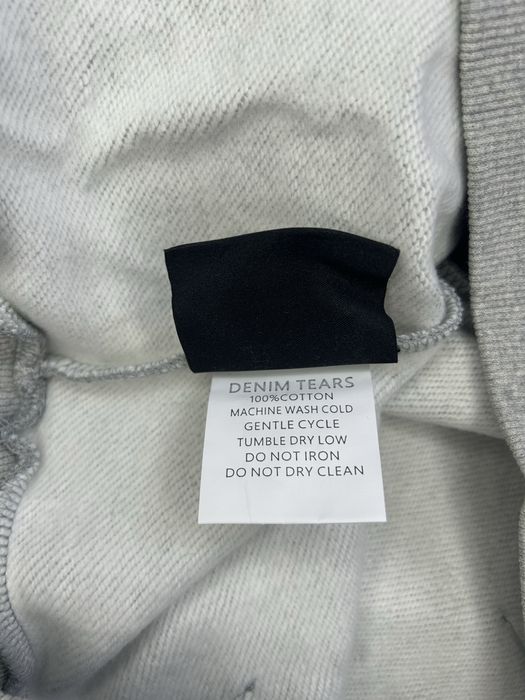 DENIM TEARS
100%COTTON
MACHINE WASH COLD
GENTLE CYCLE
TUMBLE DRY LOW
DO NOT IRON
DO NOT DRY CLEAN